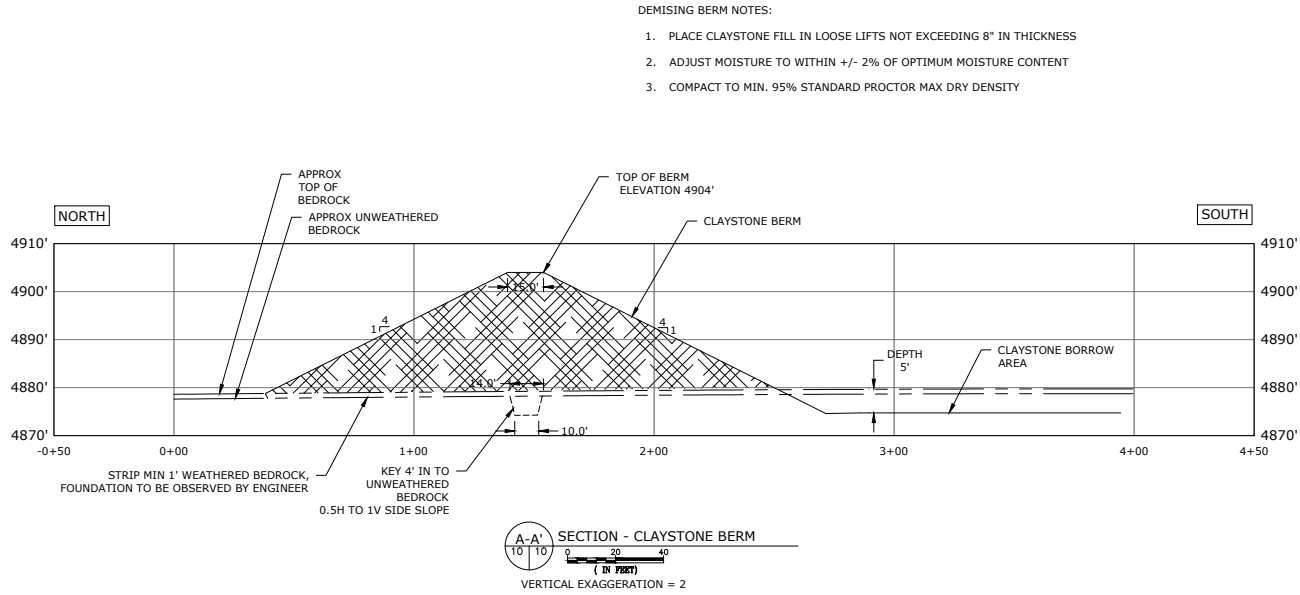 DEMISING BERM NOTES:
1. PLACE CLAYSTONE FILL IN LOOSE LIFTS NOT EXCEEDING 8" IN THICKNESS
2. ADJUST MOISTURE TO WITHIN +/- 2% OF OPTIMUM MOISTURE CONTENT
3. COMPACT TO MIN. 95% STANDARD PROCTOR MAX DRY DENSITY
APPROX
TOP OF
BEDROCK
TOP OF BERM
ELEVATION 4904'
NORTH
APPROX UNWEATHERED
BEDROCK
CLAYSTONE BERM
SOUTH
4910'
4910'
4900'
15.0'
4900'
4
1
4
1
4890'
4890'
DEPTH
5'
CLAYSTONE BORROW
AREA
4880'
14.0'
4880'
4870'
10.0'
4870'
-0+50
0+00
1+00
2+00
3+00
4+00
4+50
STRIP MIN 1' WEATHERED BEDROCK,
FOUNDATION TO BE OBSERVED BY ENGINEER
KEY 4' IN TO
UNWEATHERED
BEDROCK
0.5H TO 1V SIDE SLOPE
A-A'
10 10
SECTION - CLAYSTONE BERM
0 20 40
( IN FEET)
VERTICAL EXAGGERATION = 2